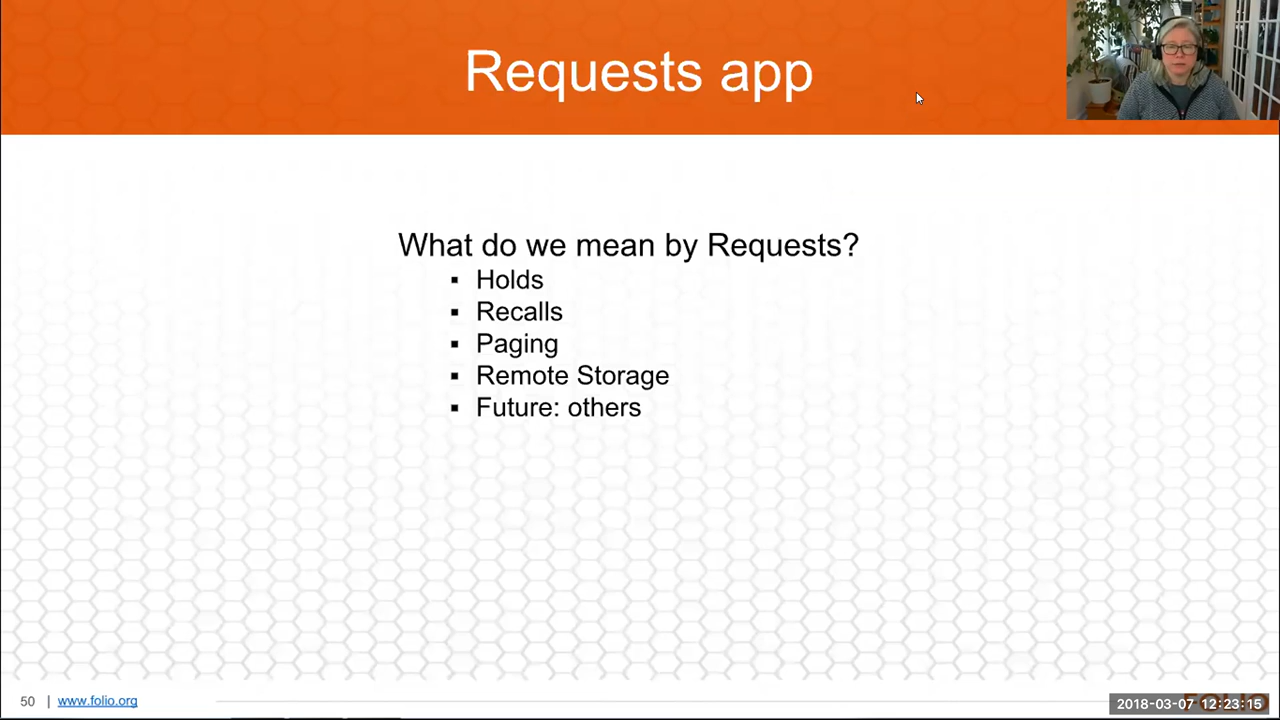 Requests app
What do we mean by Requests?
▪ Holds
▪ Recalls
▪ Paging
▪ Remote Storage
▪ Future: others
50 | www.folio.org
FOLIO
2018-03-07 12:23:15